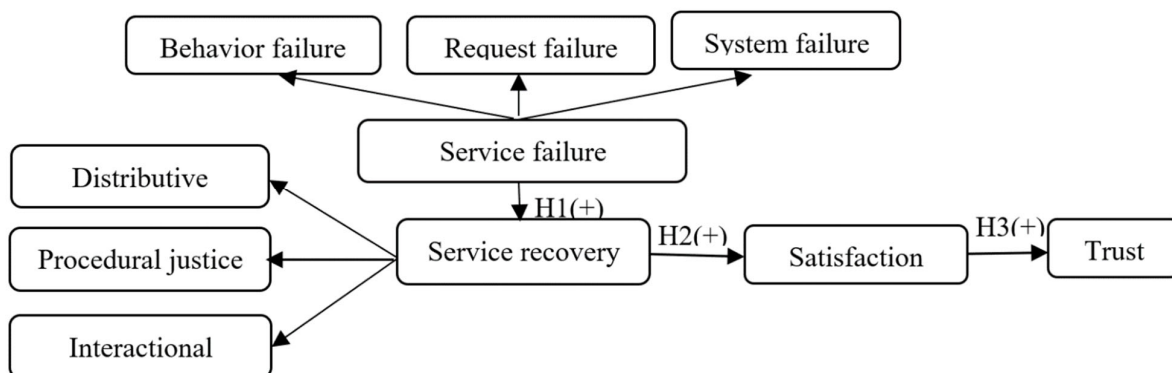 Behavior failure
Request failure
System failure
Service failure
Distributive
H1(+)
Procedural justice
Service recovery
H2(+)
Satisfaction
H3(+)
Trust
Interactional